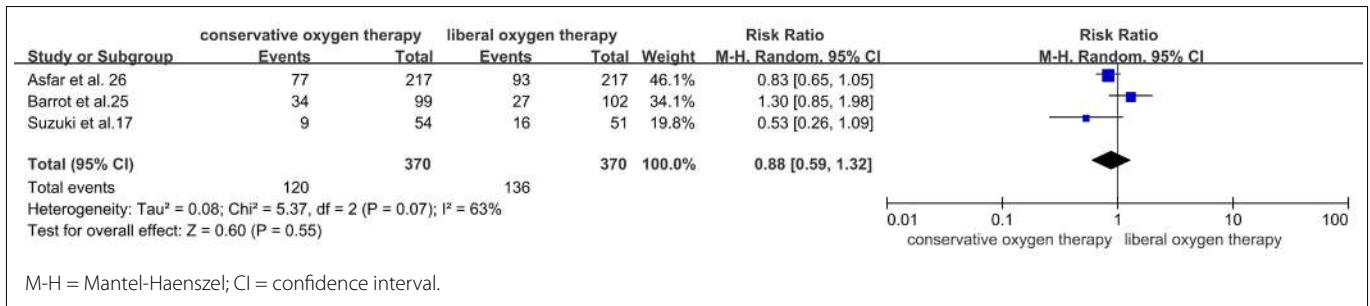 conservative oxygen therapy liberal oxygen therapy Risk Ratio Risk Ratio
Study or Subgroup Events Total Events Total Weight M-H. Random. 95% CI M-H. Random. 95% CI
Asfar et al. 26 77 217 93 217 46.1% 0.83 [0.65, 1.05]
Barrot et al.25 34 99 27 102 34.1% 1.30 [0.85, 1.98]
Suzuki et al.17 9 54 16 51 19.8% 0.53 [0.26, 1.09]
Total (95% CI) 370 370 100.0% 0.88 [0.59, 1.32]
Total events 120 136
Heterogeneity: Tau² = 0.08; Chi² = 5.37, df = 2 (P = 0.07); I² = 63%
Test for overall effect: Z = 0.60 (P = 0.55)
0.01 0.1 1 10 100
conservative oxygen therapy liberal oxygen therapy
M-H = Mantel-Haenszel; CI = confidence interval.